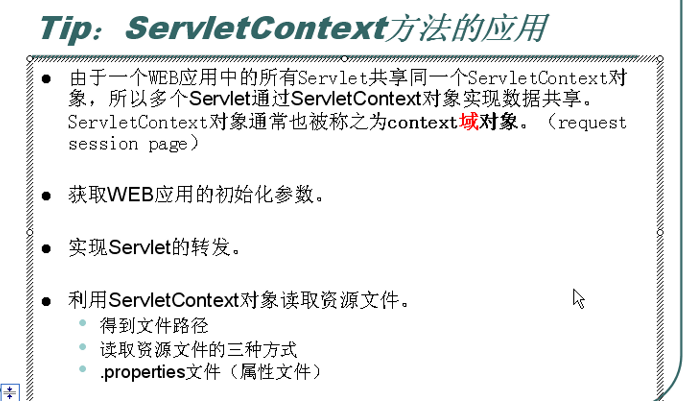 Tip：ServletContext方法的应用
由于一个WEB应用中的所有Servlet共享同一个ServletContext对
象，所以多个Servlet通过ServletContext对象实现数据共享。
ServletContext对象通常也被称之为context域对象。（request
session page）
获取WEB应用的初始化参数。
实现Servlet的转发。
利用ServletContext对象读取资源文件。
得到文件路径
读取资源文件的三种方式
.properties文件（属性文件）